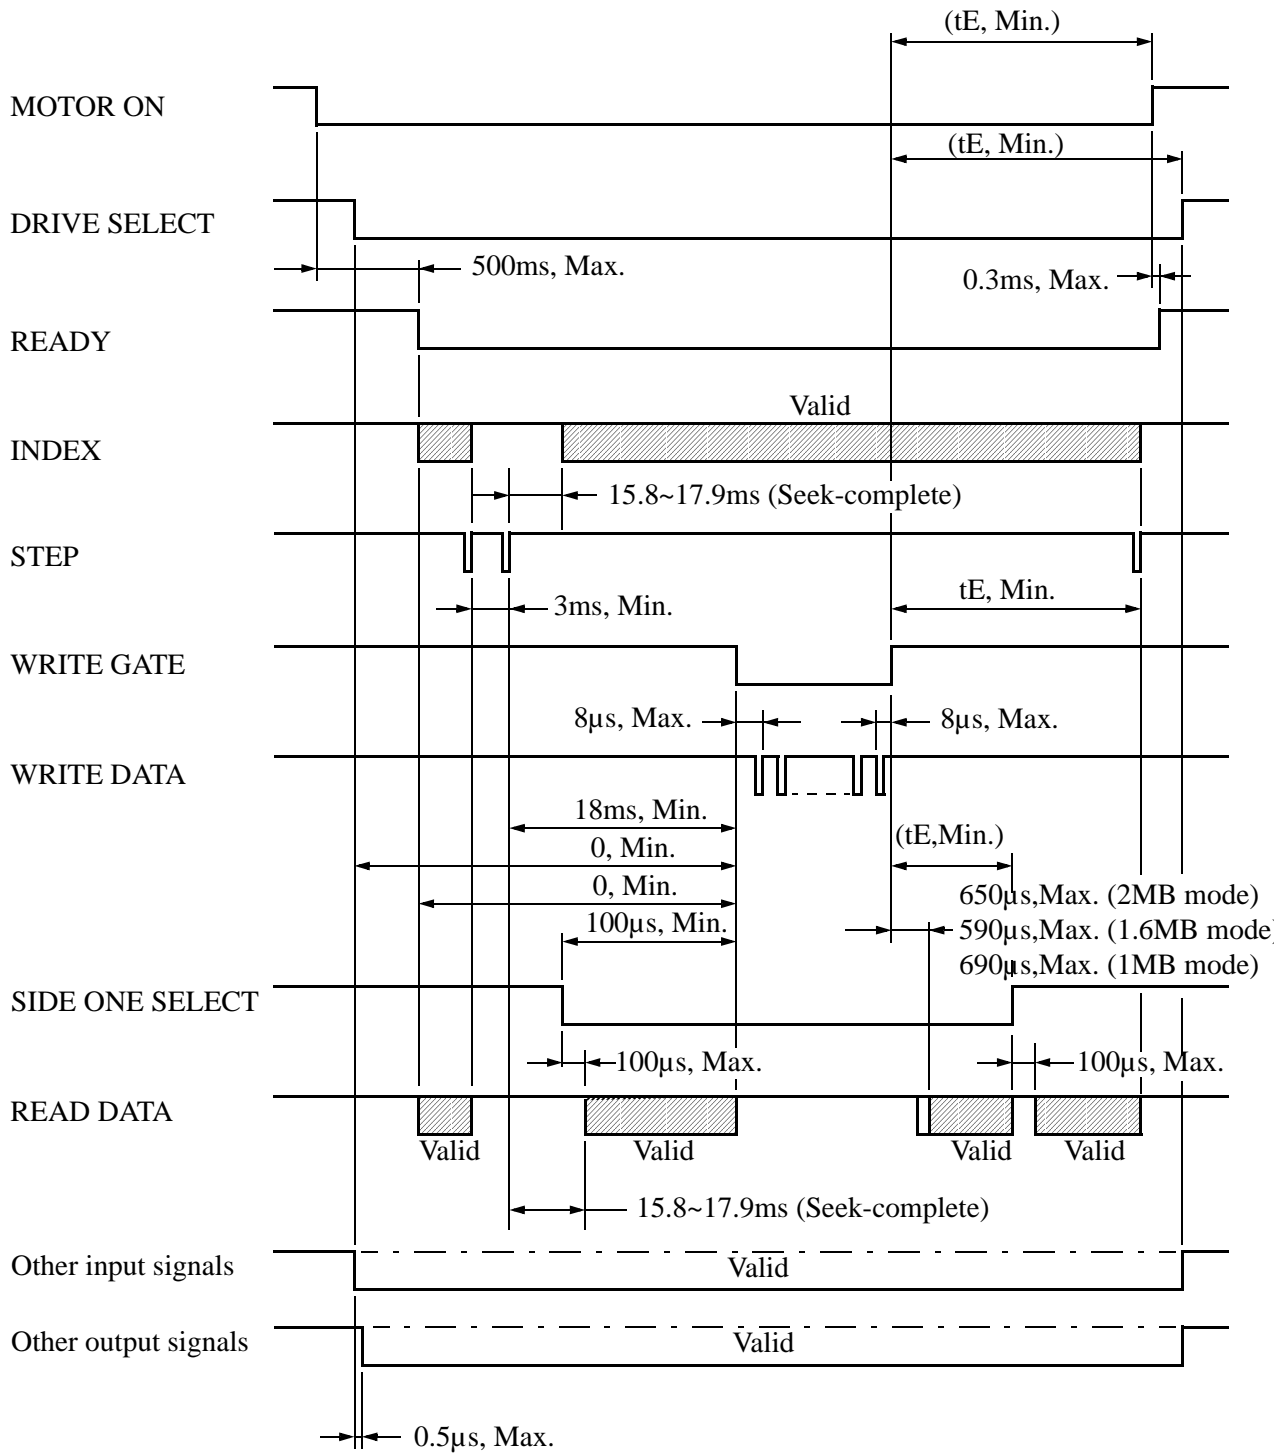 (tE, Min.)
MOTOR ON
(tE, Min.)
DRIVE SELECT
500ms, Max.
0.3ms, Max.
READY
Valid
INDEX
15.8~17.9ms (Seek-complete)
STEP
tE, Min.
3ms, Min.
WRITE GATE
8µs, Max.
8µs, Max.
WRITE DATA
18ms, Min.
(tE,Min.)
0, Min.
0, Min.
650µs,Max. (2MB mode)
100µs, Min.
590µs,Max. (1.6MB mode)
690µs,Max. (1MB mode)
SIDE ONE SELECT
100µs, Max.
100µs, Max.
READ DATA
Valid
Valid
Valid
Valid
15.8~17.9ms (Seek-complete)
Other input signals
Valid
Other output signals
Valid
0.5µs, Max.